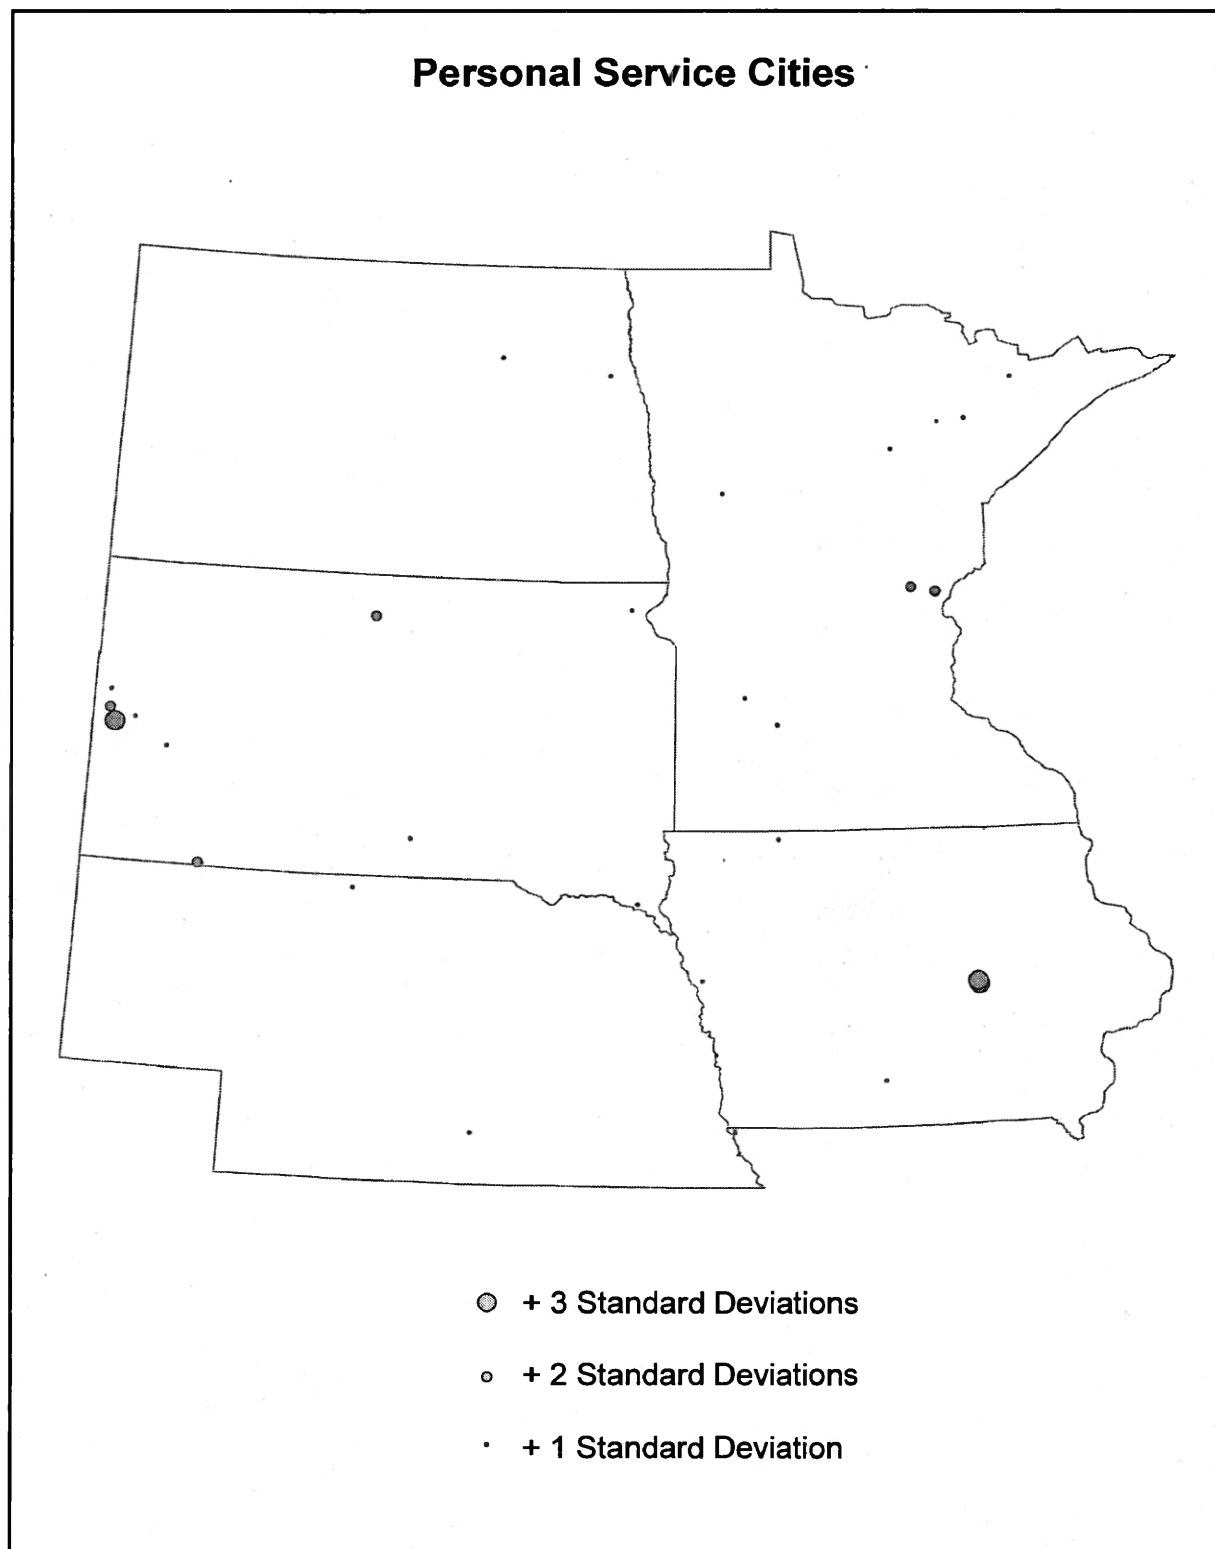 Personal Service Cities
+ 3 Standard Deviations
+ 2 Standard Deviations
+ 1 Standard Deviation